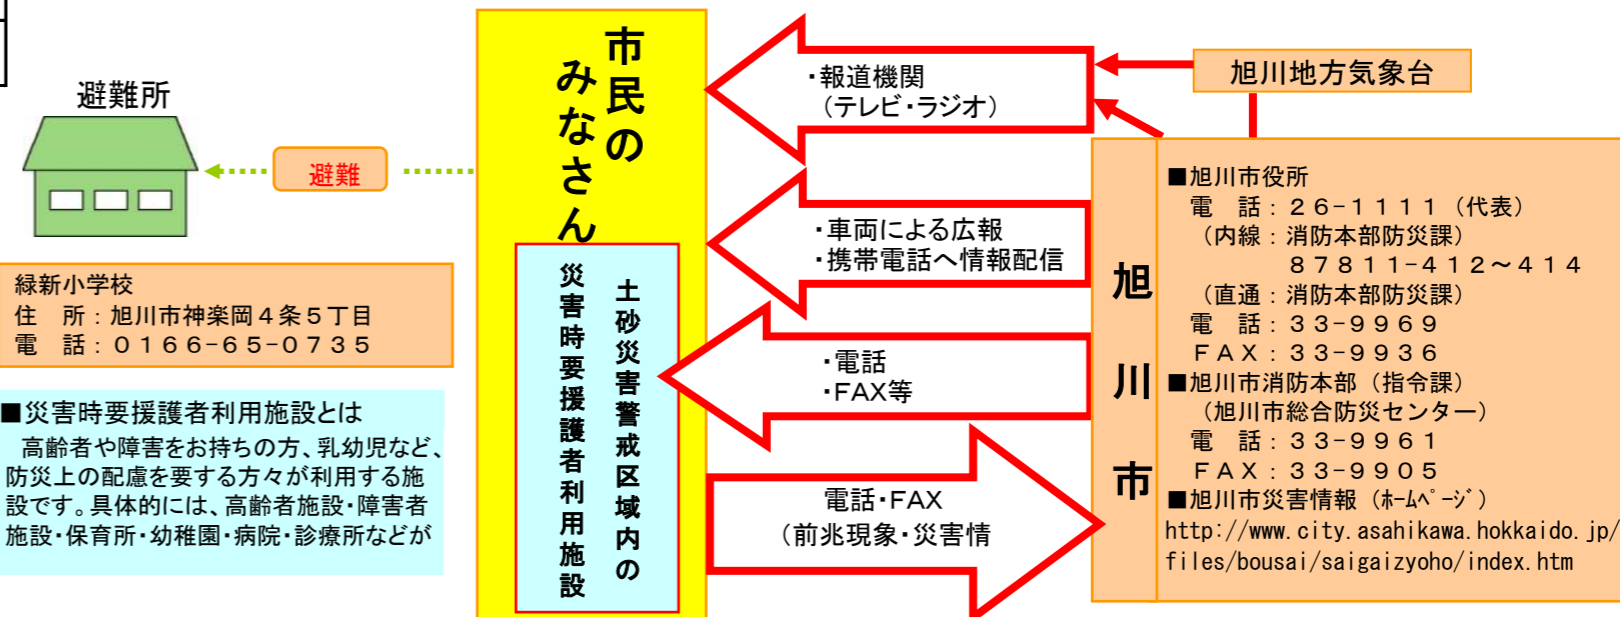 避難所
避難
緑新小学校
住　所：旭川市神楽岡４条５丁目
電　話：０１６６-６５-０７３５
■災害時要援護者利用施設とは
高齢者や障害をお持ちの方、乳幼児など、
防災上の配慮を要する方々が利用する施
設です。具体的には、高齢者施設・障害者
施設・保育所・幼稚園・病院・診療所などが
市民の
みなさん
土砂災害警戒区域内の
災害時要援護者利用施設
・報道機関
（テレビ・ラジオ）
・車両による広報
・携帯電話へ情報配信
・電話
・FAX等
電話・FAX
（前兆現象・災害情
旭川地方気象台
旭川市
■旭川市役所
電　話：２６-１１１１（代表）
（内線：消防本部防災課）
８７８１１-４１２～４１４
（直通：消防本部防災課）
電　話：３３-９９６９
ＦＡＸ：３３-９９３６
■旭川市消防本部（指令課）
（旭川市総合防災センター）
電　話：３３-９９６１
ＦＡＸ：３３-９９０５
■旭川市災害情報（ﾎｰﾑﾍﾟｰｼﾞ）
http://www.city.asahikawa.hokkaido.jp/
files/bousai/saigaizyoho/index.htm